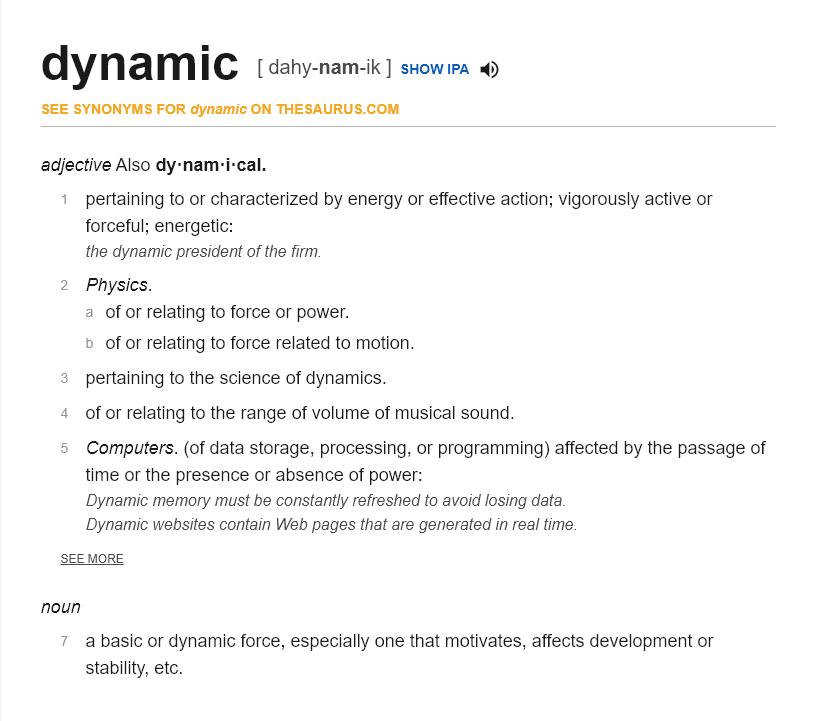 dynamic [ dahy-nam-ik ] SHOW IPA
SEE SYNONYMS FOR dynamic ON THESAURUS.COM
adjective Also dy·nam·i·cal.
1 pertaining to or characterized by energy or effective action; vigorously active or
forceful; energetic:
the dynamic president of the firm.
2 Physics.
a of or relating to force or power.
b of or relating to force related to motion.
3 pertaining to the science of dynamics.
4 of or relating to the range of volume of musical sound.
5 Computers. (of data storage, processing, or programming) affected by the passage of
time or the presence or absence of power:
Dynamic memory must be constantly refreshed to avoid losing data.
Dynamic websites contain Web pages that are generated in real time.
SEE MORE
noun
7 a basic or dynamic force, especially one that motivates, affects development or
stability, etc.